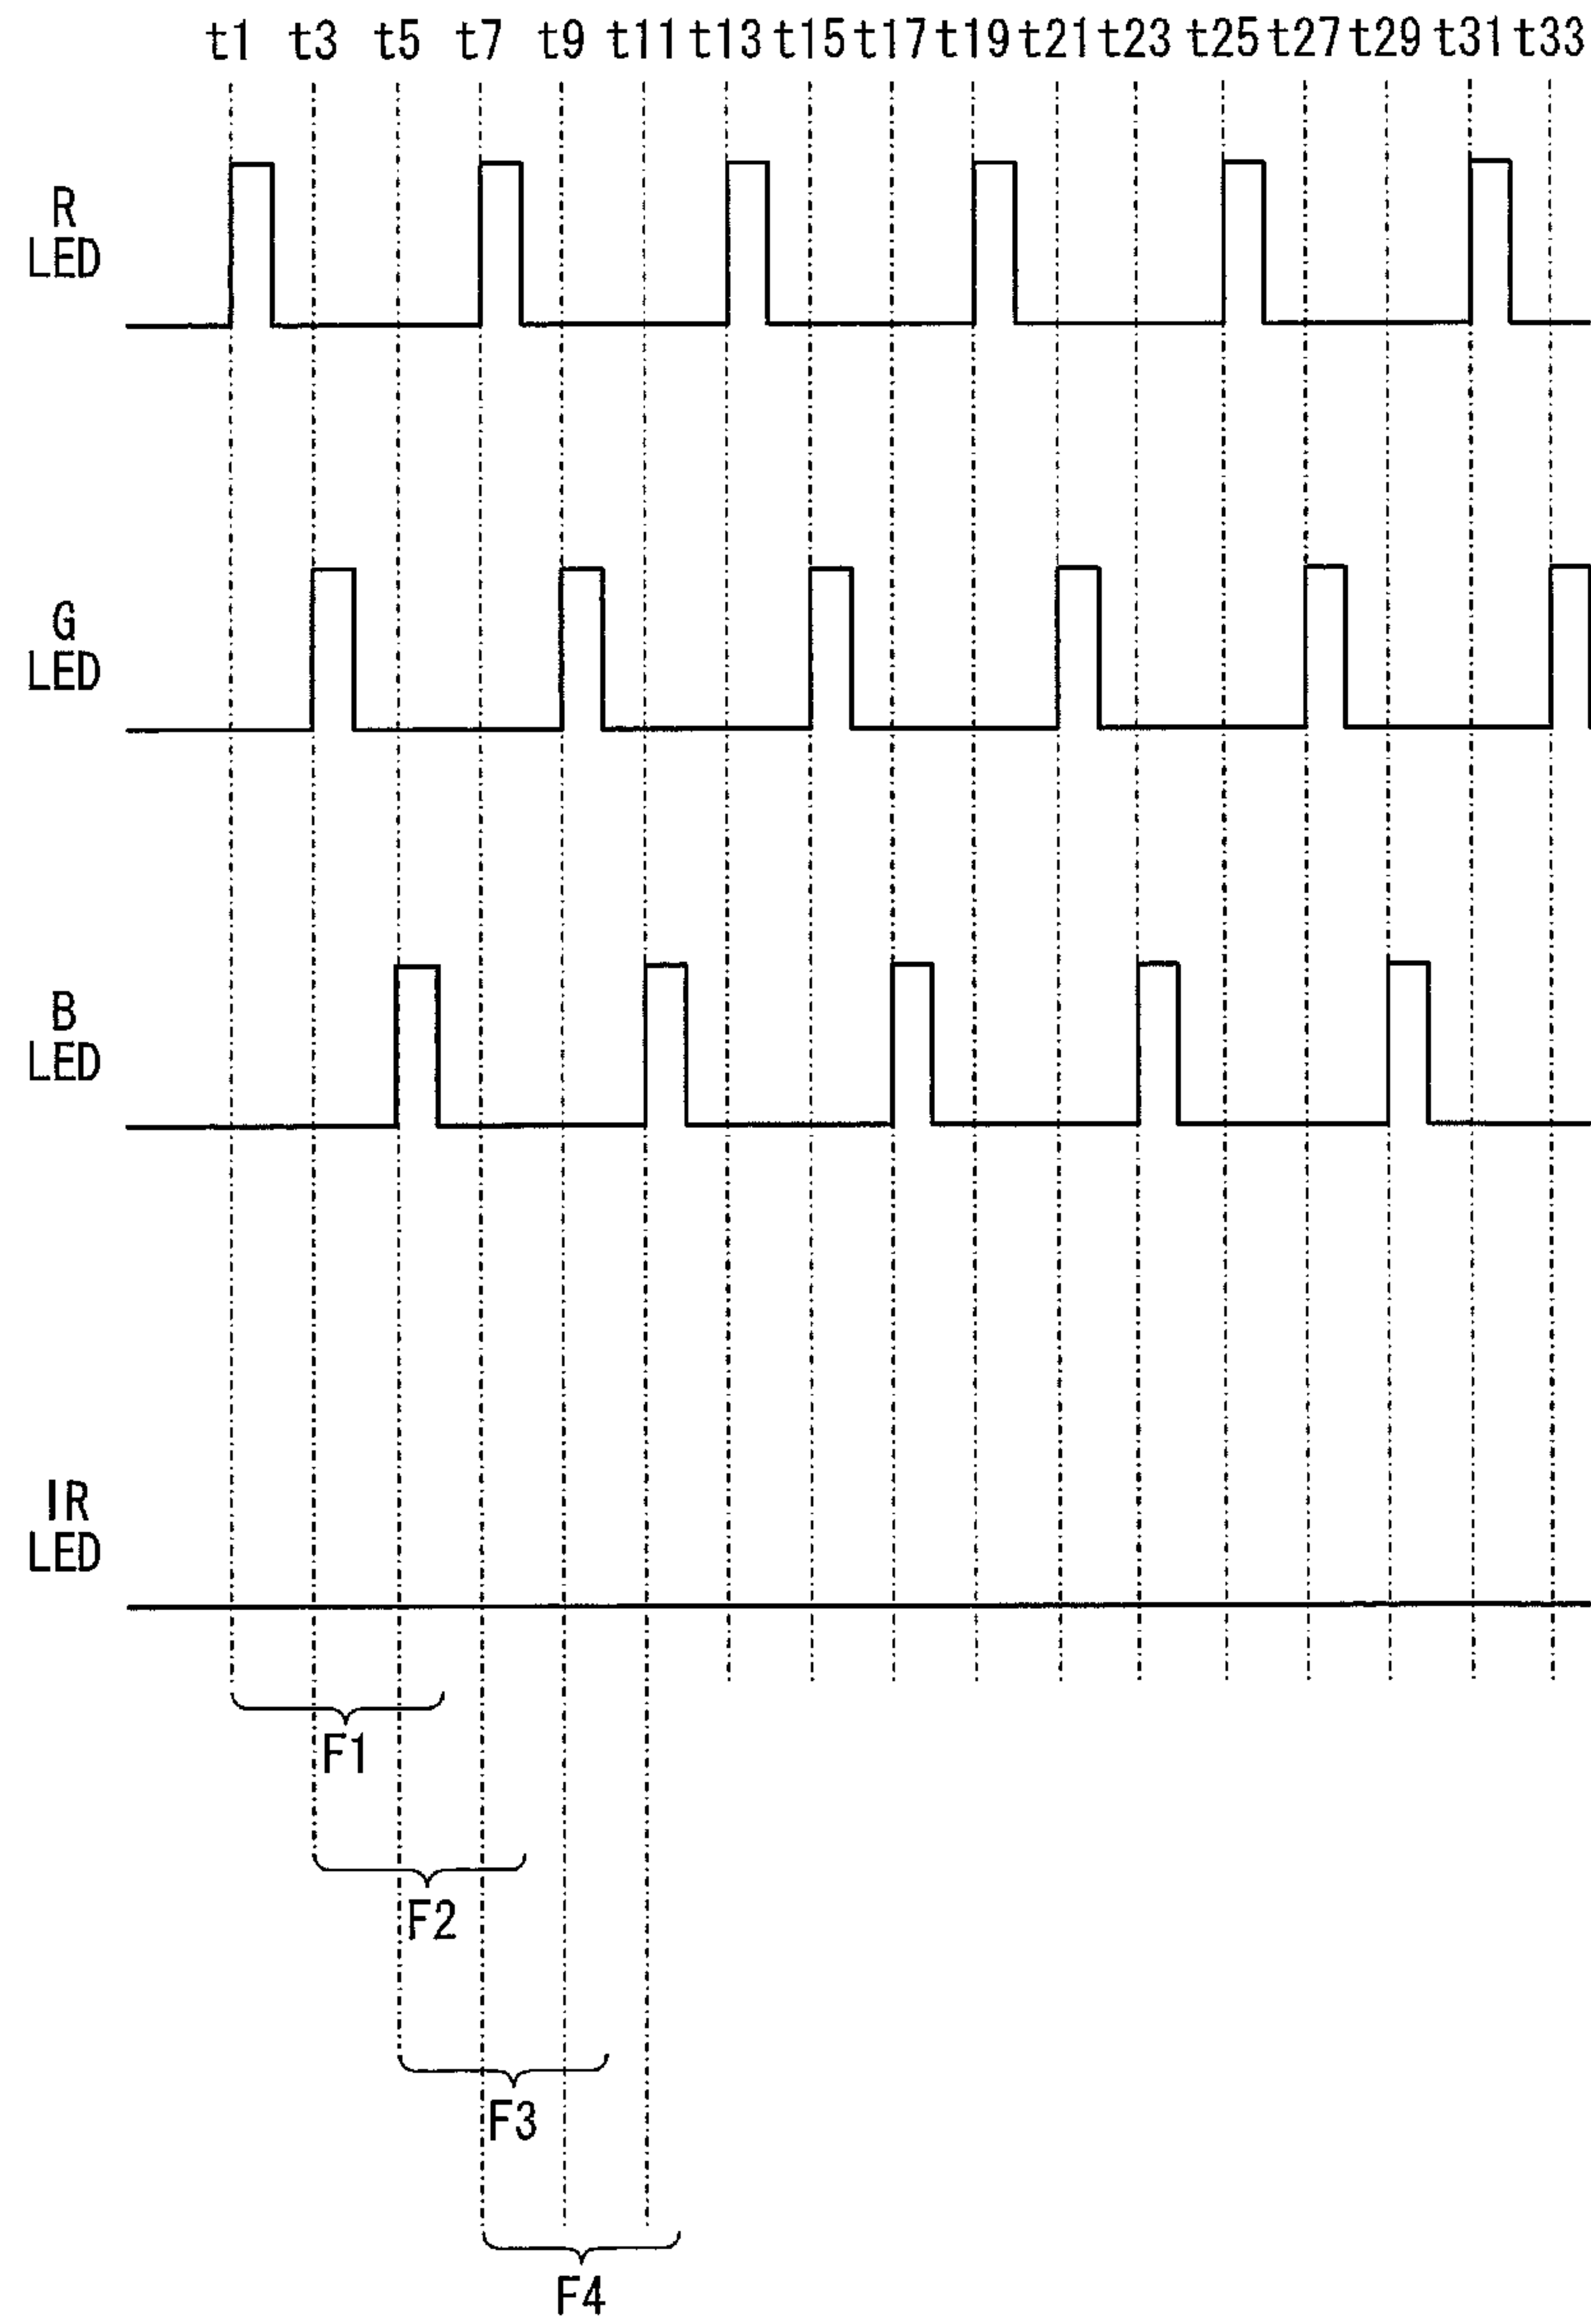 t1 t3 t5 t7 t9 t11 t13 t15 t17 t19 t21 t23 t25 t27 t29 t31 t33
R
LED
G
LED
B
LED
IR
LED
F1
F2
F3
F4